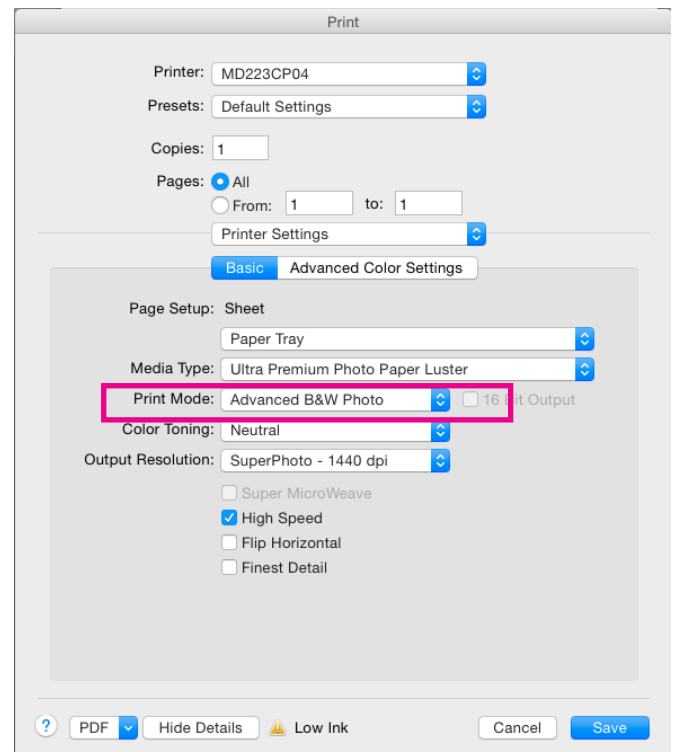 Print
Printer: MD223CP04
Presets: Default Settings
Copies: 1
Pages: All
From: 1 to: 1
Printer Settings
Basic Advanced Color Settings
Page Setup: Sheet
Paper Tray
Media Type: Ultra Premium Photo Paper Luster
Print Mode: Advanced B&W Photo 16 Bit Output
Color Toning: Neutral
Output Resolution: SuperPhoto - 1440 dpi
Super MicroWeave
High Speed
Flip Horizontal
Finest Detail
? PDF Hide Details Low Ink Cancel Save